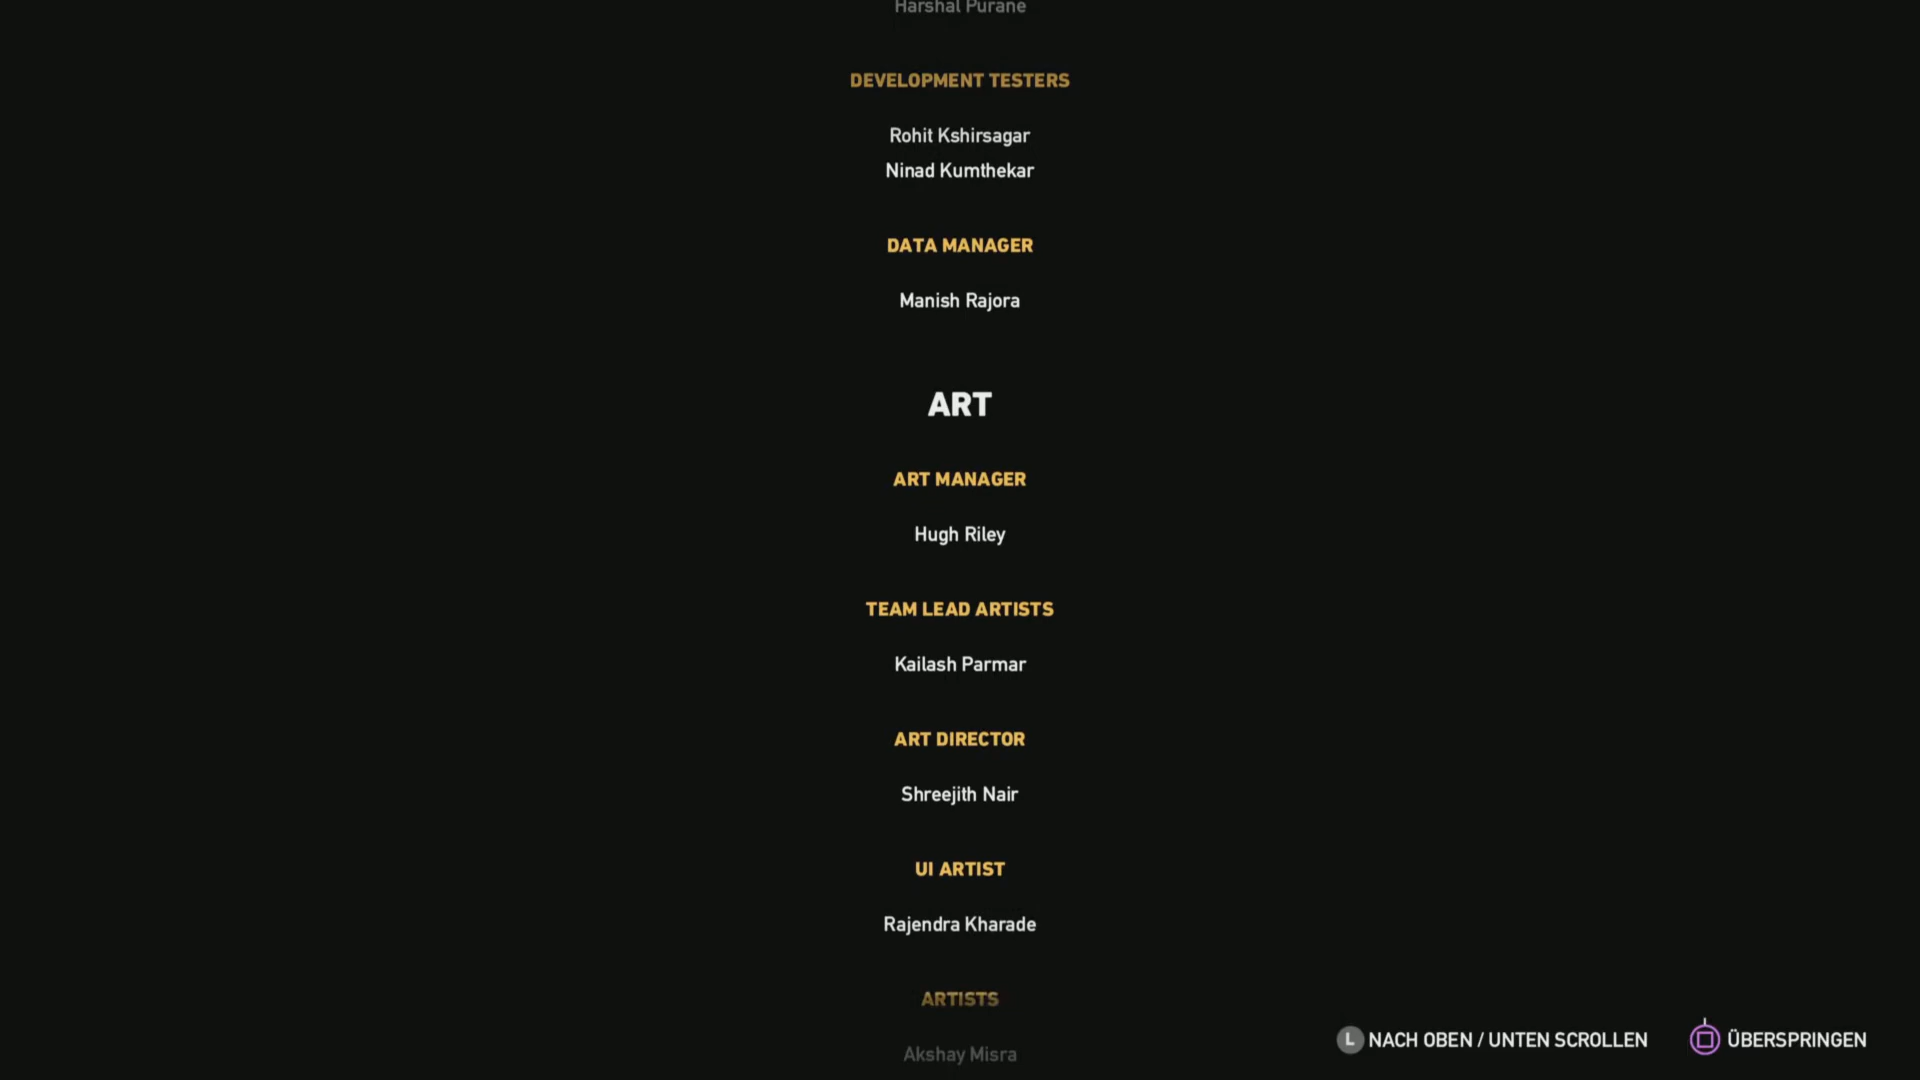 Harshal Purane
DEVELOPMENT TESTERS
Rohit Kshirsagar
Ninad Kumthekar
DATA MANAGER
Manish Rajora
ART
ART MANAGER
Hugh Riley
TEAM LEAD ARTISTS
Kailash Parmar
ART DIRECTOR
Shreejith Nair
UI ARTIST
Rajendra Kharade
ARTISTS
Akshay Misra
L NACH OBEN / UNTEN SCROLLEN ÜBERSPRINGEN